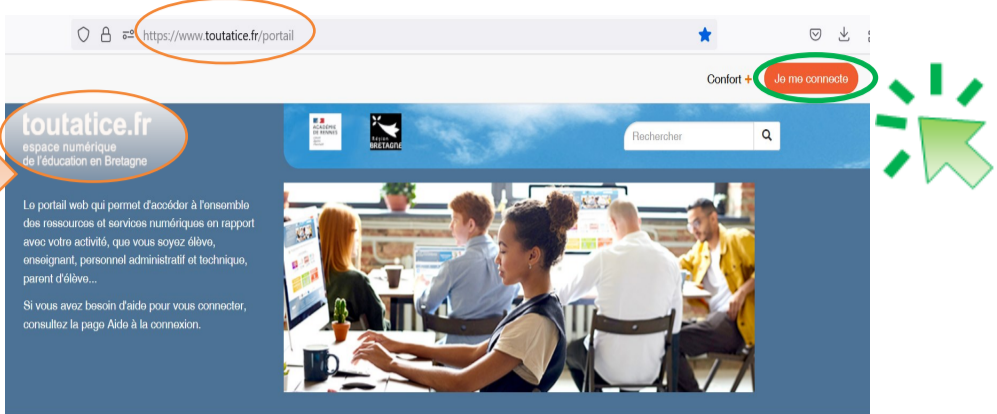 https://www.toutatice.fr/portail
Confort +
Je me connecte
toutatice.fr
espace numérique
de l'éducation en Bretagne
ACADÉMIE
DE RENNES
Région
BRETAGNE
Rechercher
Le portail web qui permet d'accéder à l'ensemble
des ressources et services numériques en rapport
avec votre activité, que vous soyez élève,
enseignant, personnel administratif et technique,
parent d'élève...
Si vous avez besoin d'aide pour vous connecter,
consultez la page Aide à la connexion.